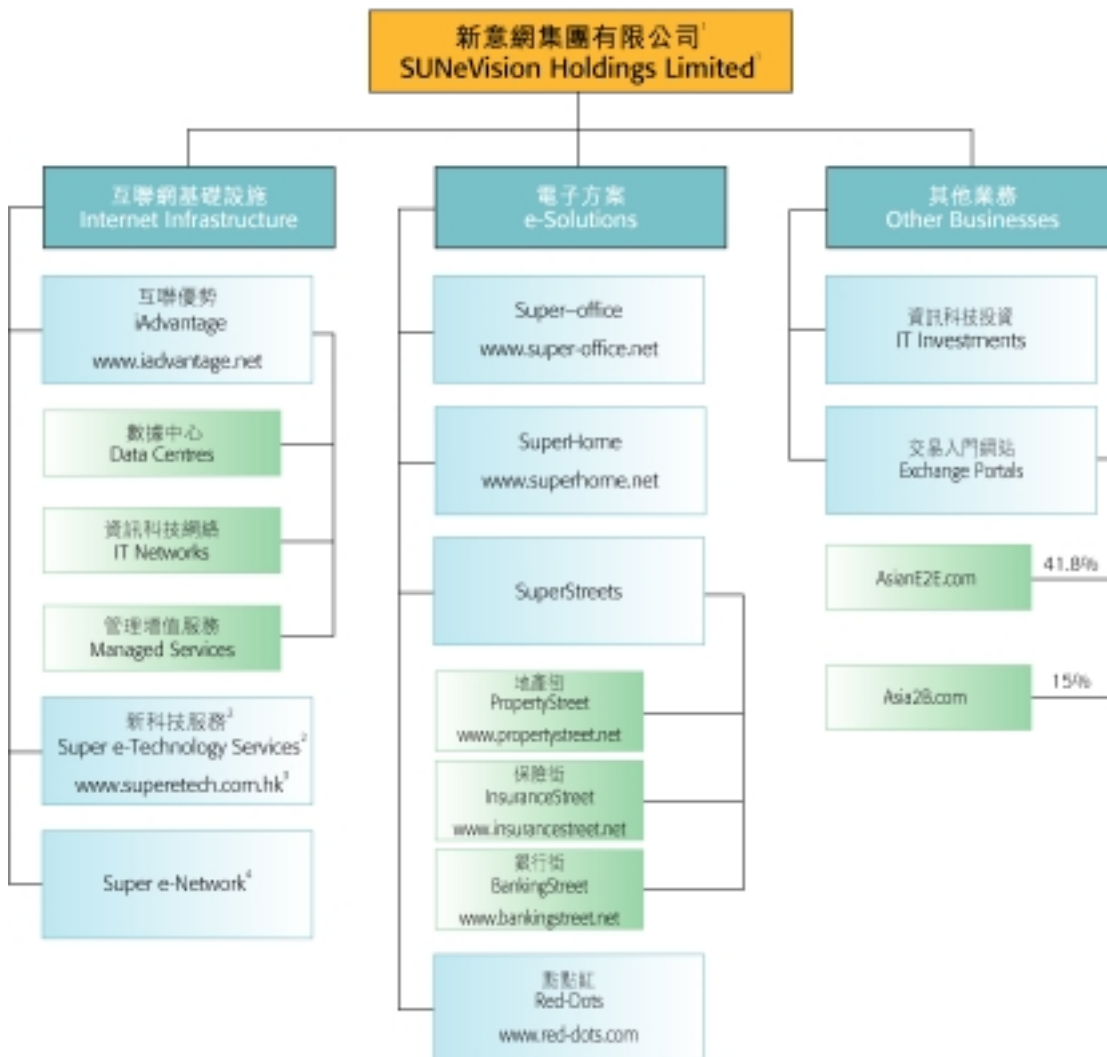 新意網集團有限公司¹
SUNeVision Holdings Limited¹
互聯網基礎設施
Internet Infrastructure
互聯優勢
iAdvantage
www.iadvantage.net
數據中心
Data Centres
資訊科技網絡
IT Networks
管理增值服務
Managed Services
新科技服務²
Super e-Technology Services²
www.superetech.com.hk³
Super e-Network⁴
電子方案
e-Solutions
Super-office
www.super-office.net
SuperHome
www.superhome.net
SuperStreets
地產街
PropertyStreet
www.propertystreet.net
保險街
InsuranceStreet
www.insurancestreet.net
銀行街
BankingStreet
www.bankingstreet.net
點點紅
Red-Dots
www.red-dots.com
其他業務
Other Businesses
資訊科技投資
IT Investments
交易入門網站
Exchange Portals
AsianE2E.com
41.8%
Asia2B.com
15%